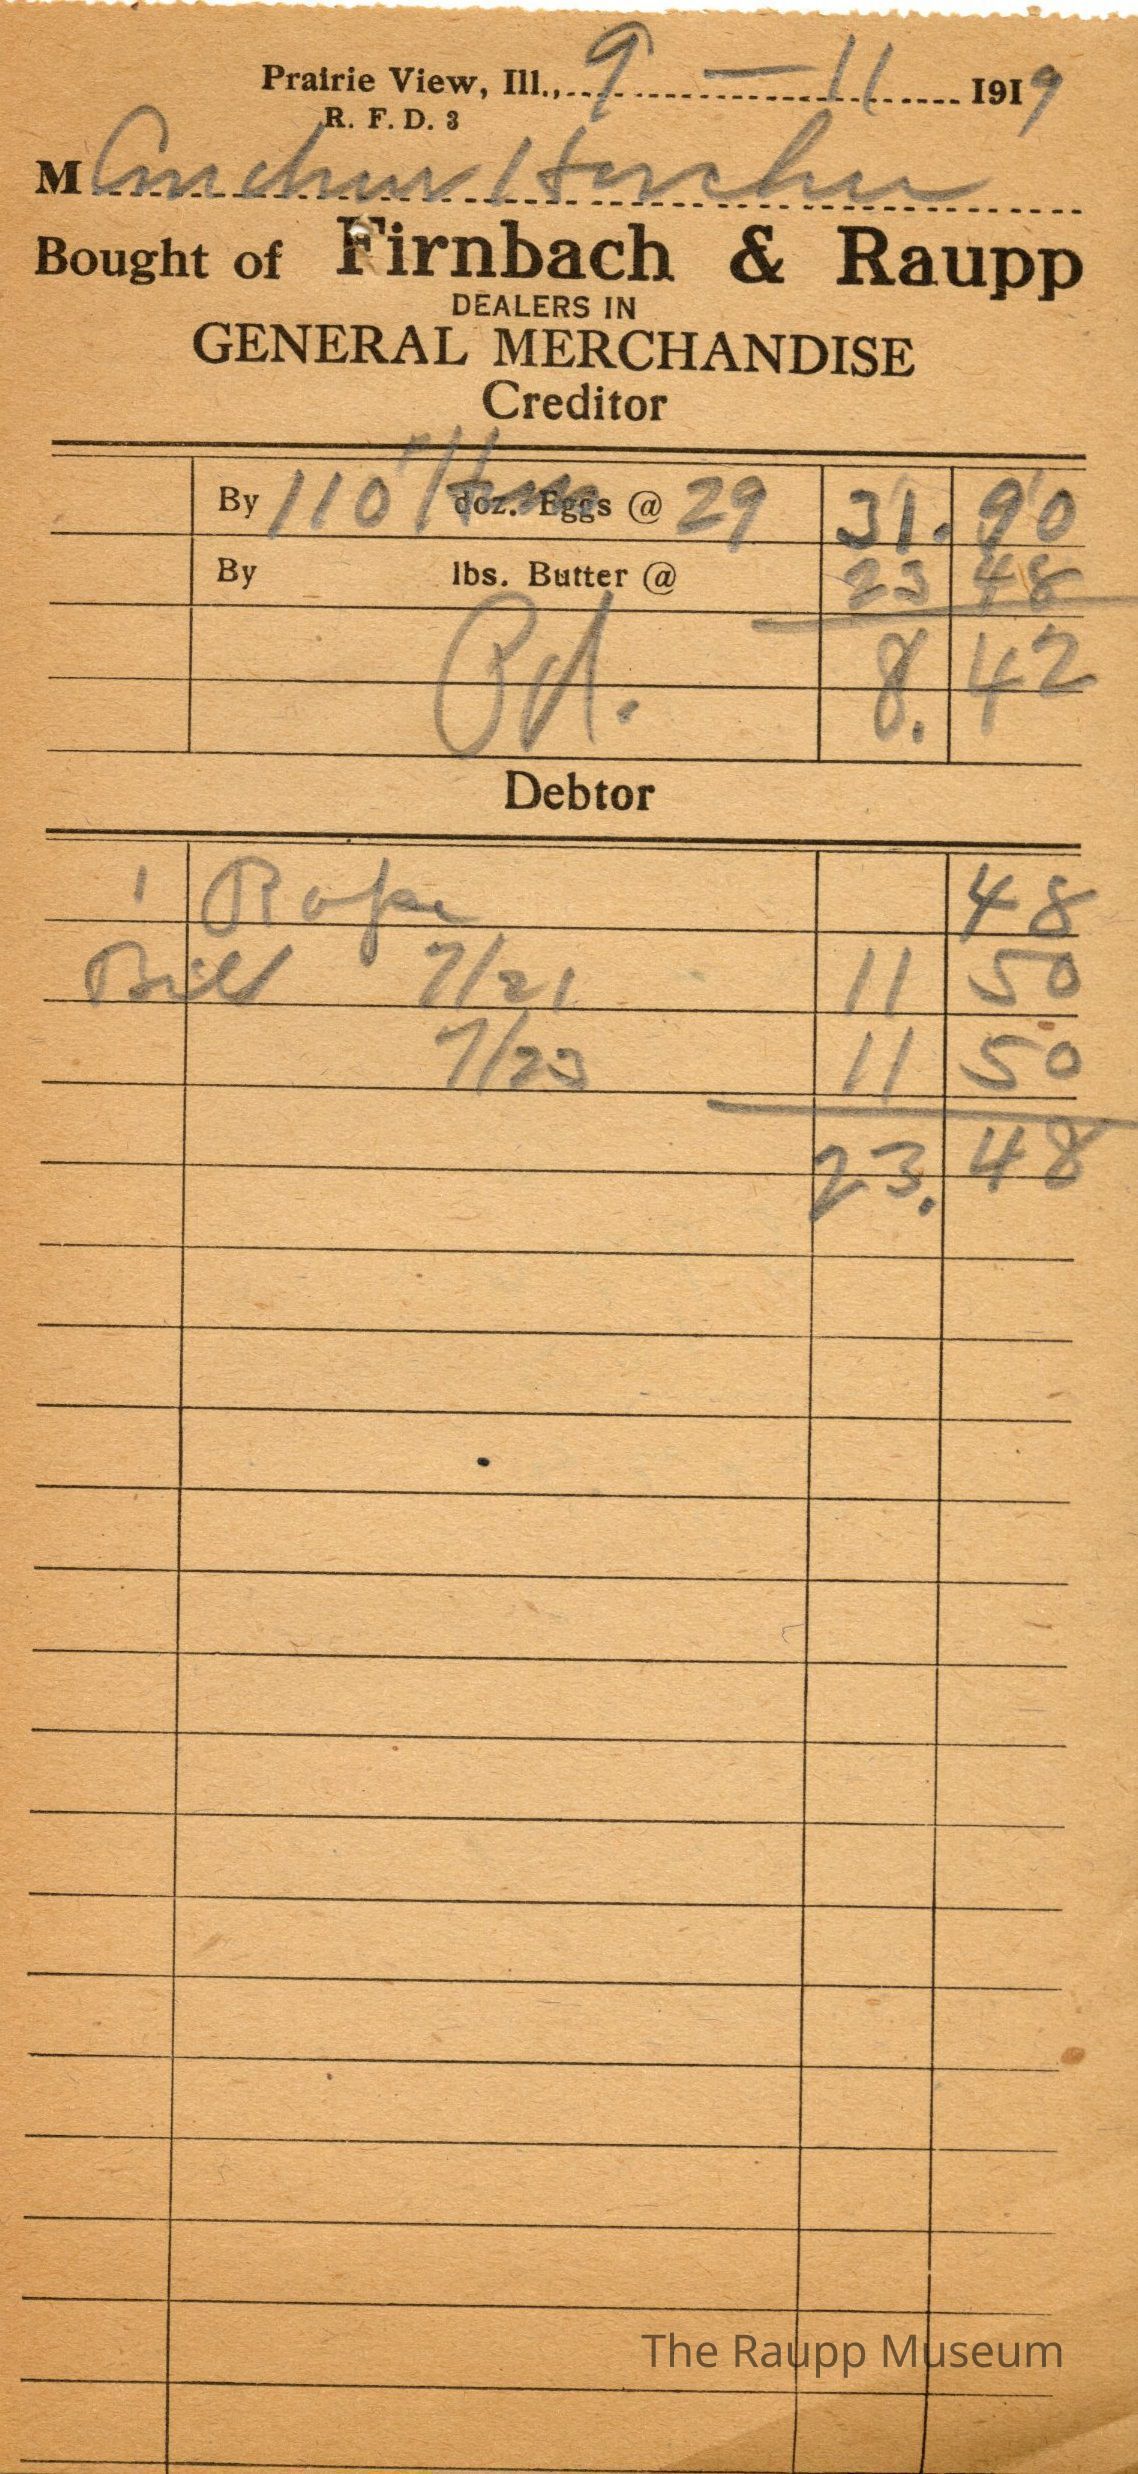 Prairie View, Ill., 9 — 11 1919
R. F. D. 3
M
Bought of Firnbach & Raupp
DEALERS IN
GENERAL MERCHANDISE
Creditor
By 110 # doz. Eggs @ 29 31. 90
By lbs. Butter @ 23 48
Pd. 8. 42
Debtor
1 Rope 48
Bill 7/21 11 50
7/23 11 50
23. 48
The Raupp Museum